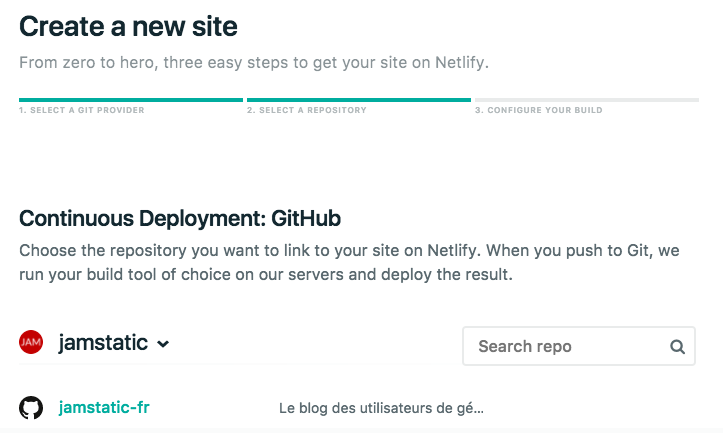 Create a new site
From zero to hero, three easy steps to get your site on Netlify.
1. SELECT A GIT PROVIDER
2. SELECT A REPOSITORY
3. CONFIGURE YOUR BUILD
Continuous Deployment: GitHub
Choose the repository you want to link to your site on Netlify. When you push to Git, we
run your build tool of choice on our servers and deploy the result.
JAM jamstatic
Search repo
jamstatic-fr
Le blog des utilisateurs de gé…